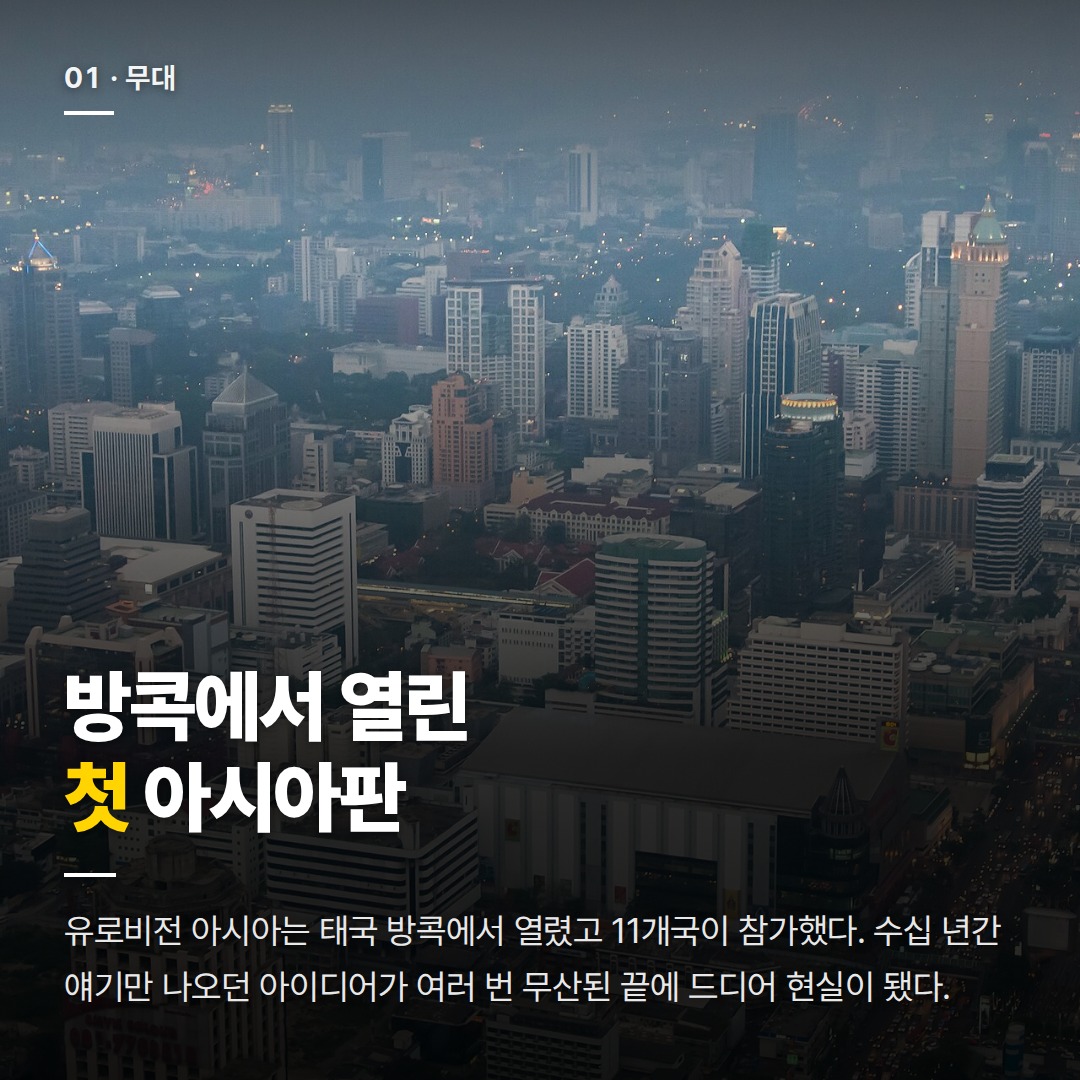 01 · 무대
방콕에서 열린
첫 아시아판
유로비전 아시아는 태국 방콕에서 열렸고 11개국이 참가했다. 수십 년간
얘기만 나오던 아이디어가 여러 번 무산된 끝에 드디어 현실이 됐다.